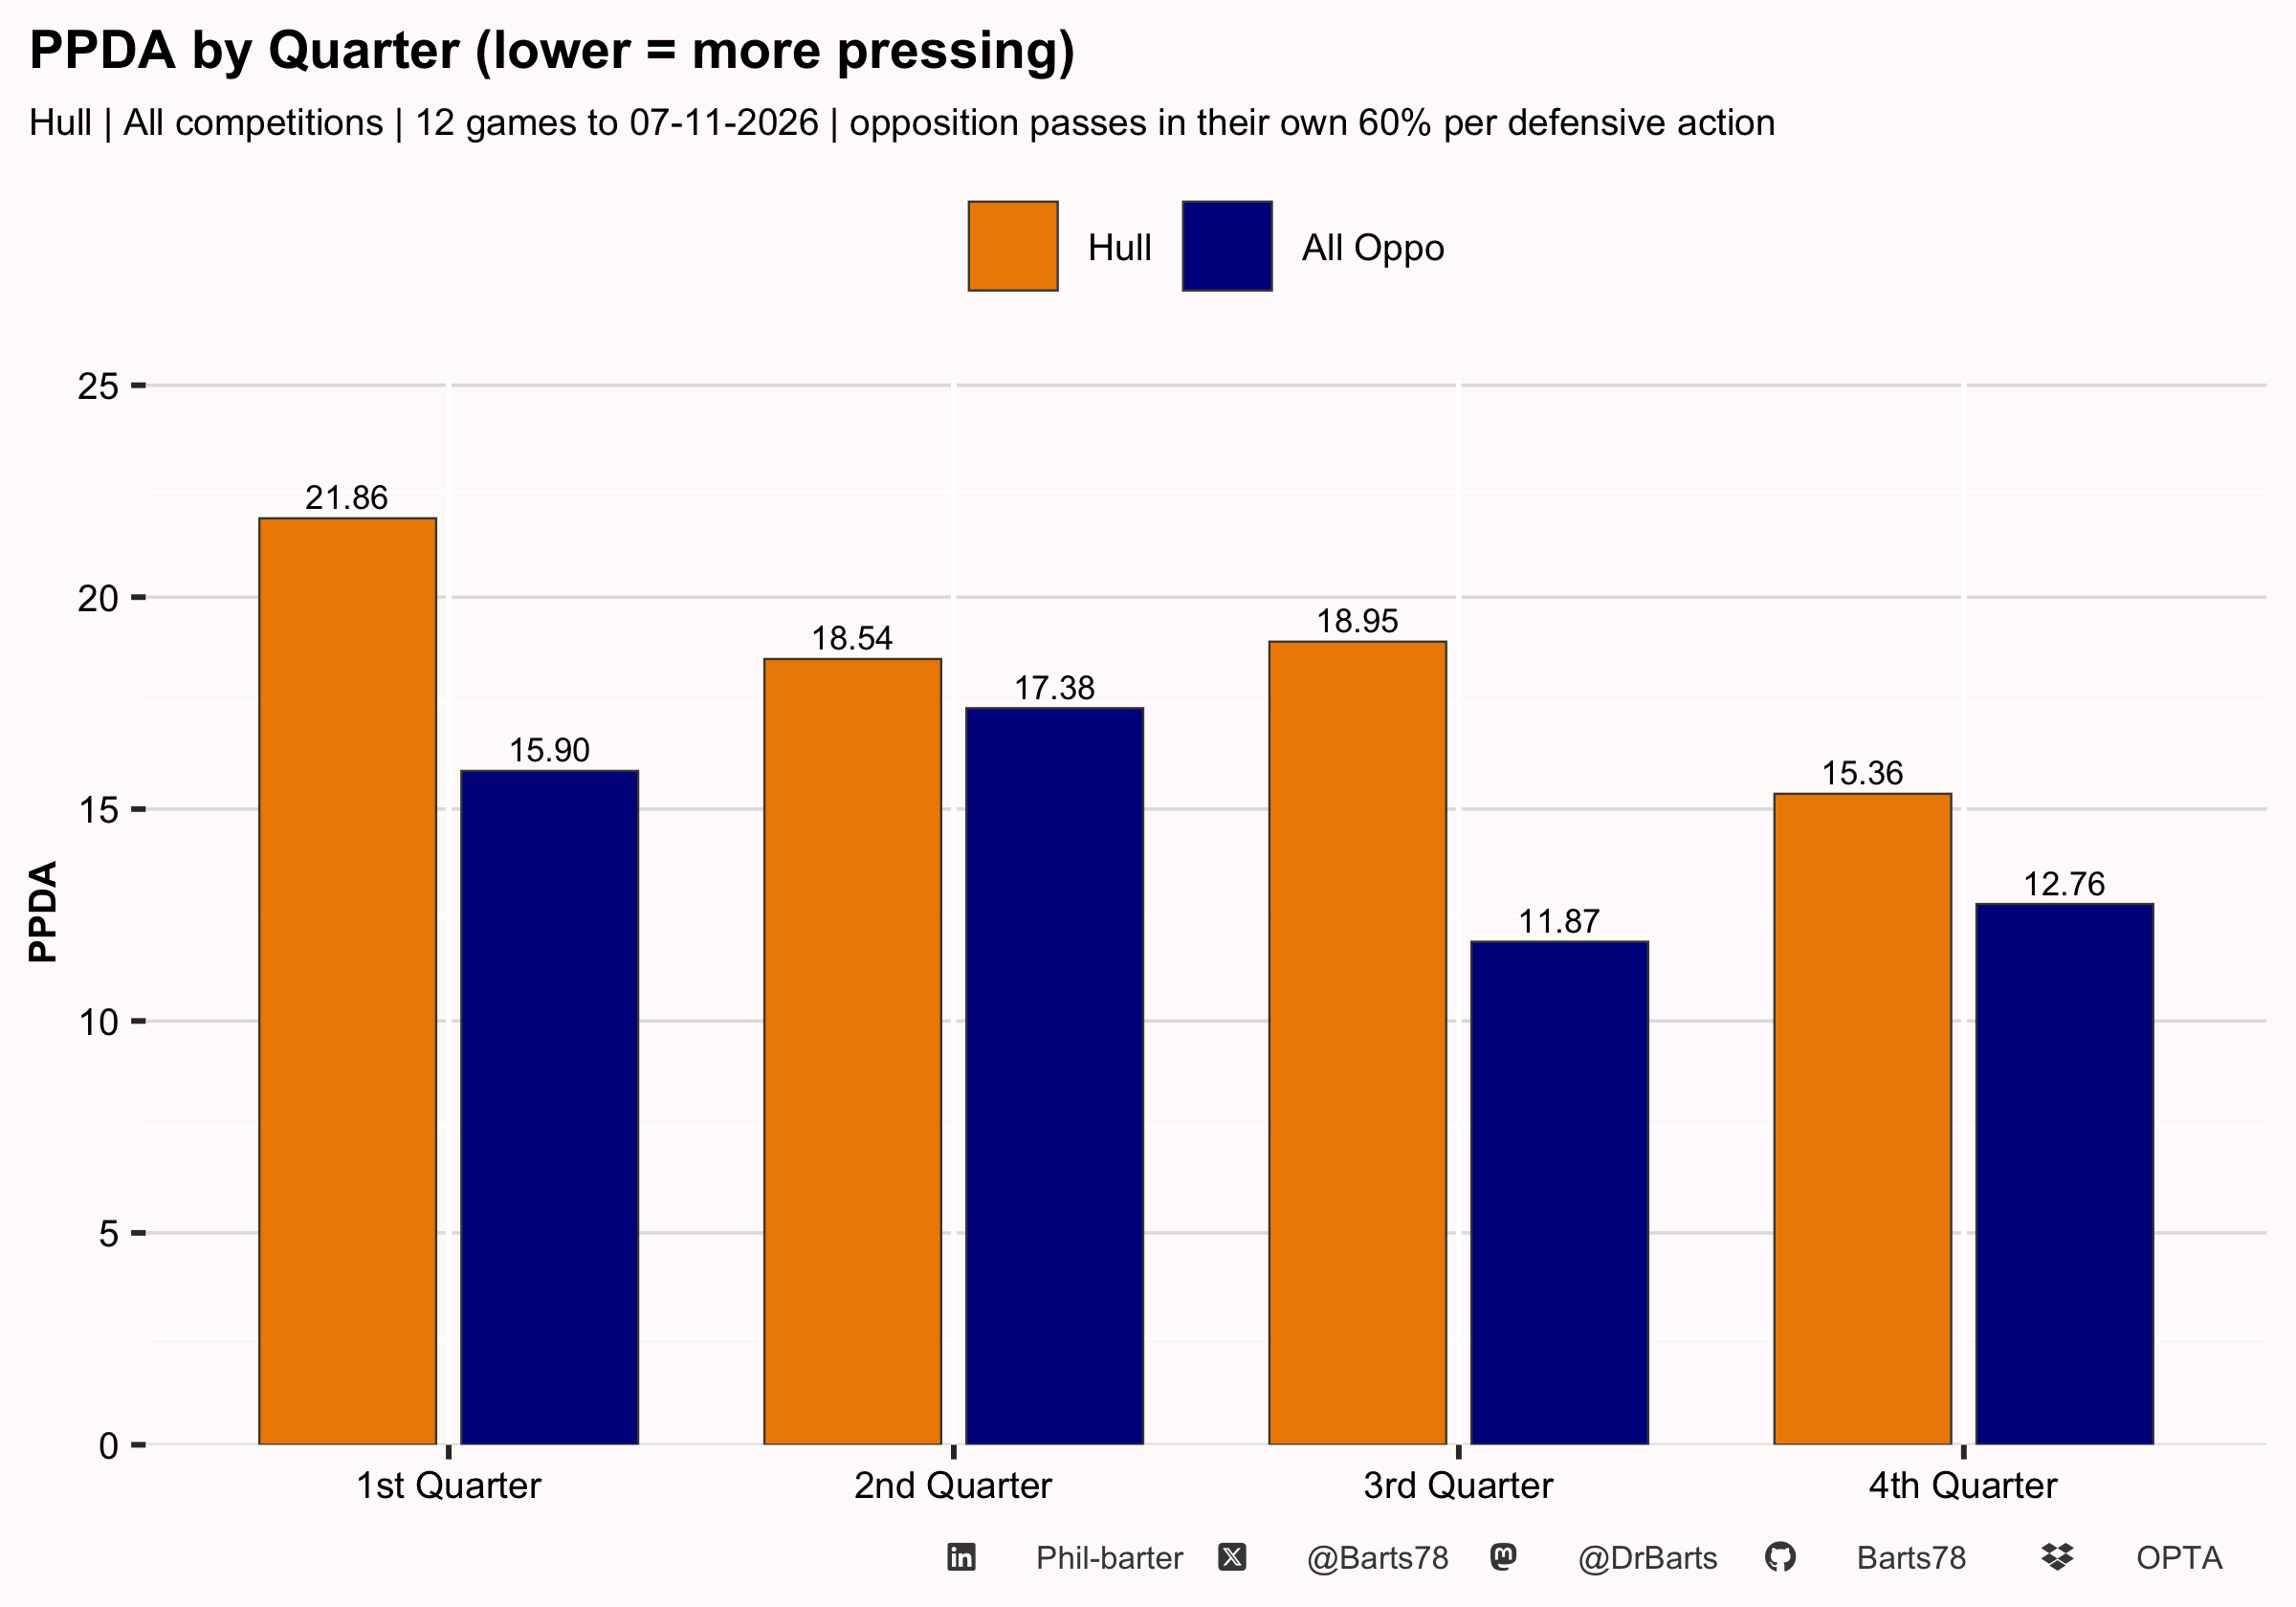 PPDA by Quarter (lower = more pressing)
Hull | All competitions | 12 games to 07-11-2026 | opposition passes in their own 60% per defensive action
Hull All Oppo
25
20
15
10
5
0
PPDA
21.86
15.90
18.54
17.38
18.95
11.87
15.36
12.76
1st Quarter 2nd Quarter 3rd Quarter 4th Quarter
Phil-barter @Barts78 @DrBarts Barts78 OPTA